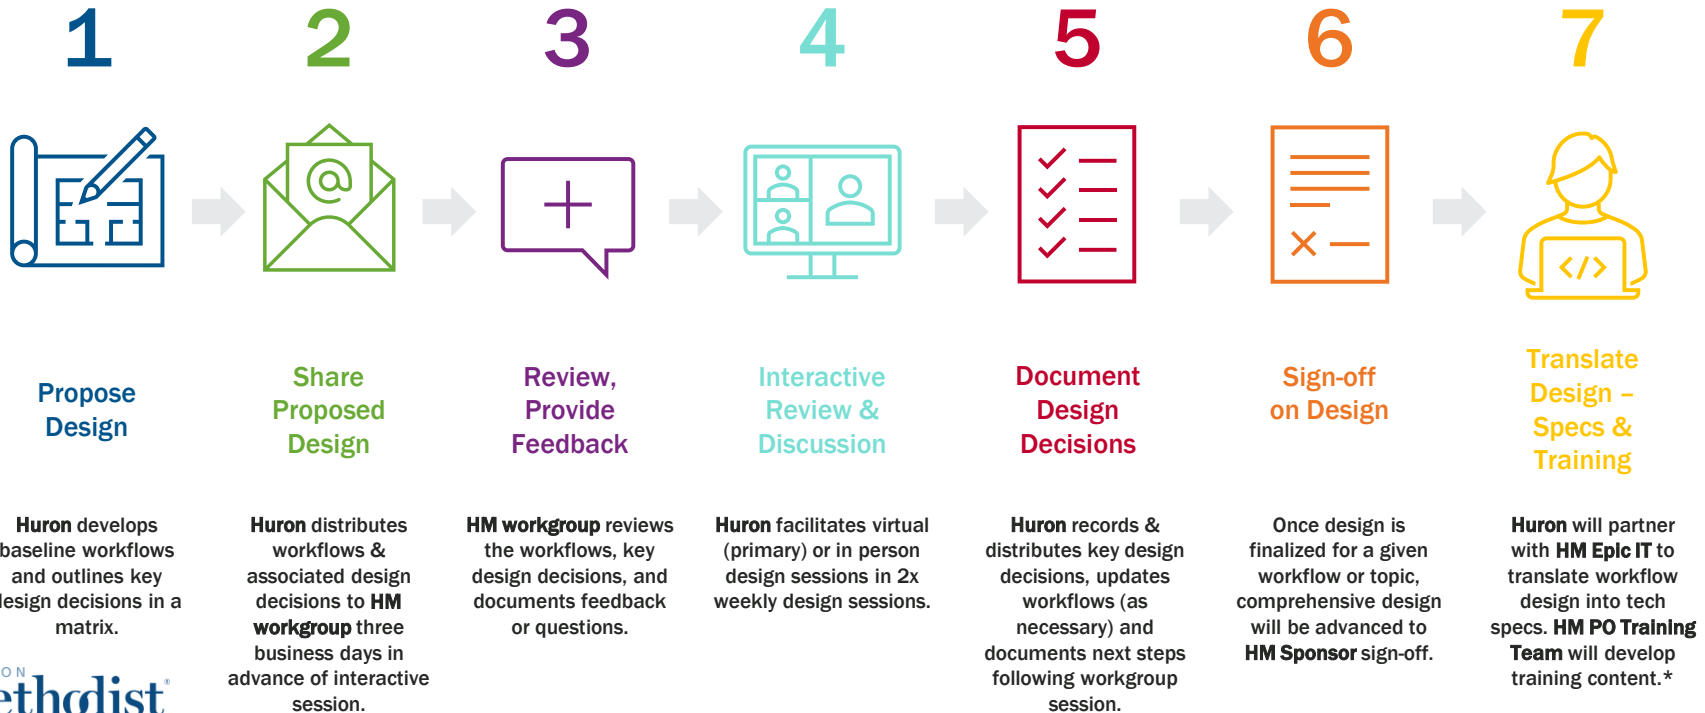 1
2
3
4
5
6
7
@
</>
Propose
Design
Share
Proposed
Design
Review,
Provide
Feedback
Interactive
Review &
Discussion
Document
Design
Decisions
Sign-off
on Design
Translate
Design –
Specs &
Training
Huron develops
baseline workflows
and outlines key
design decisions in a
matrix.
Huron distributes
workflows &
associated design
decisions to HM
workgroup three
business days in
advance of interactive
session.
HM workgroup reviews
the workflows, key
design decisions, and
documents feedback
or questions.
Huron facilitates virtual
(primary) or in person
design sessions in 2x
weekly design sessions.
Huron records &
distributes key design
decisions, updates
workflows (as
necessary) and
documents next steps
following workgroup
session.
Once design is
finalized for a given
workflow or topic,
comprehensive design
will be advanced to
HM Sponsor sign-off.
Huron will partner
with HM Epic IT to
translate workflow
design into tech
specs. HM PO Training
Team will develop
training content.*
ON
ethodist®